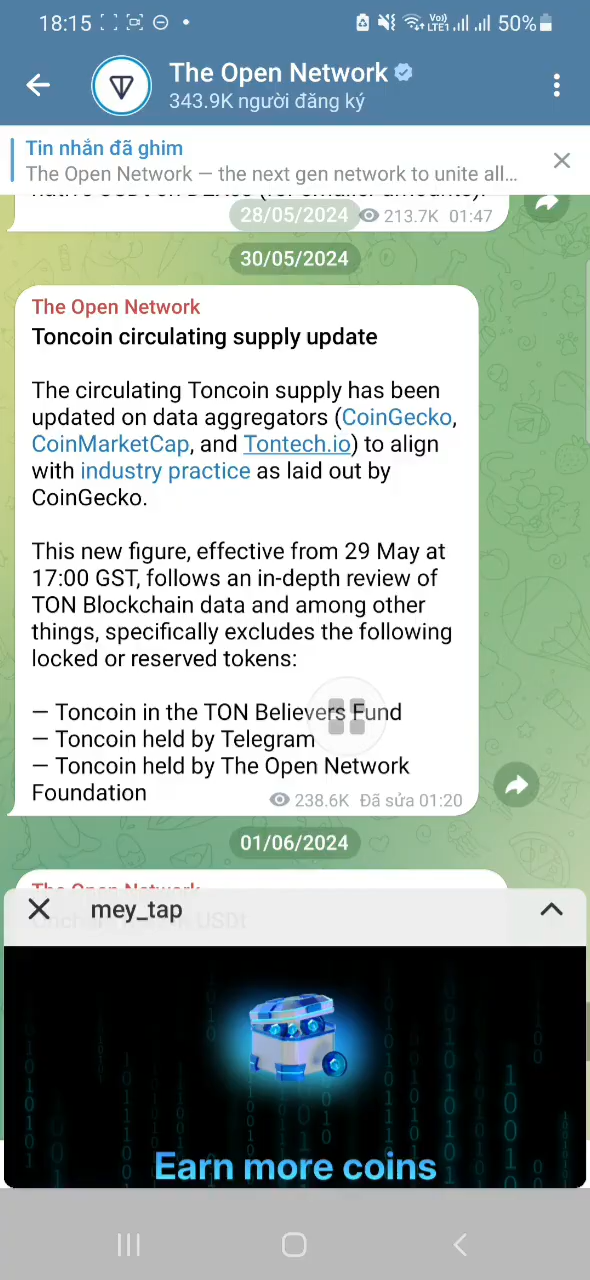 18:15
Vo))
LTE1
50%
The Open Network
343.9K người đăng ký
Tin nhắn đã ghim
The Open Network — the next gen network to unite all...
28/05/2024
213.7K 01:47
30/05/2024
The Open Network
Toncoin circulating supply update
The circulating Toncoin supply has been
updated on data aggregators (CoinGecko,
CoinMarketCap, and Tontech.io) to align
with industry practice as laid out by
CoinGecko.
This new figure, effective from 29 May at
17:00 GST, follows an in-depth review of
TON Blockchain data and among other
things, specifically excludes the following
locked or reserved tokens:
— Toncoin in the TON Believers Fund
— Toncoin held by Telegram
— Toncoin held by The Open Network
Foundation
238.6K Đã sửa 01:20
01/06/2024
The Open Network
mey_tap
USDt
Earn more coins